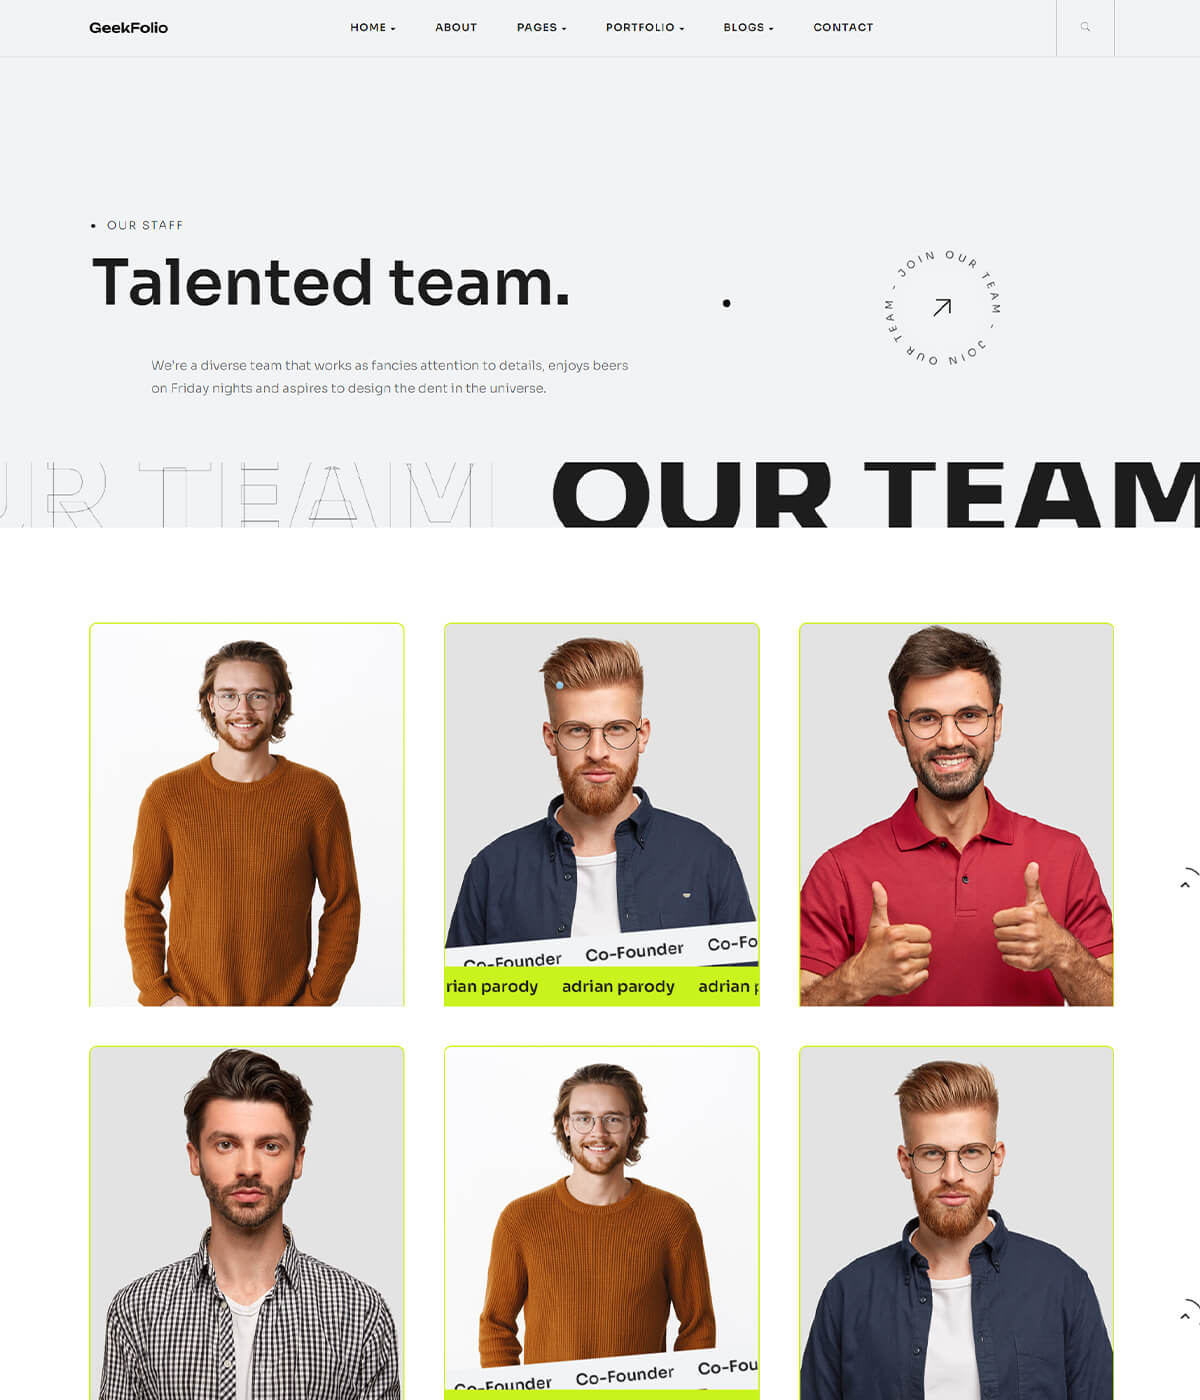 GeekFolio
HOME ABOUT PAGES PORTFOLIO BLOGS CONTACT
OUR STAFF
Talented team.
JOIN OUR TEAM - JOIN OUR TEAM -
We're a diverse team that works as fancies attention to details, enjoys beers
on Friday nights and aspires to design the dent in the universe.
UR TEAM OUR TEAM
Co-Founder Co-Founder Co-Fo
rian parody adrian parody adrian p
Co-Founder Co-Founder Co-Fou